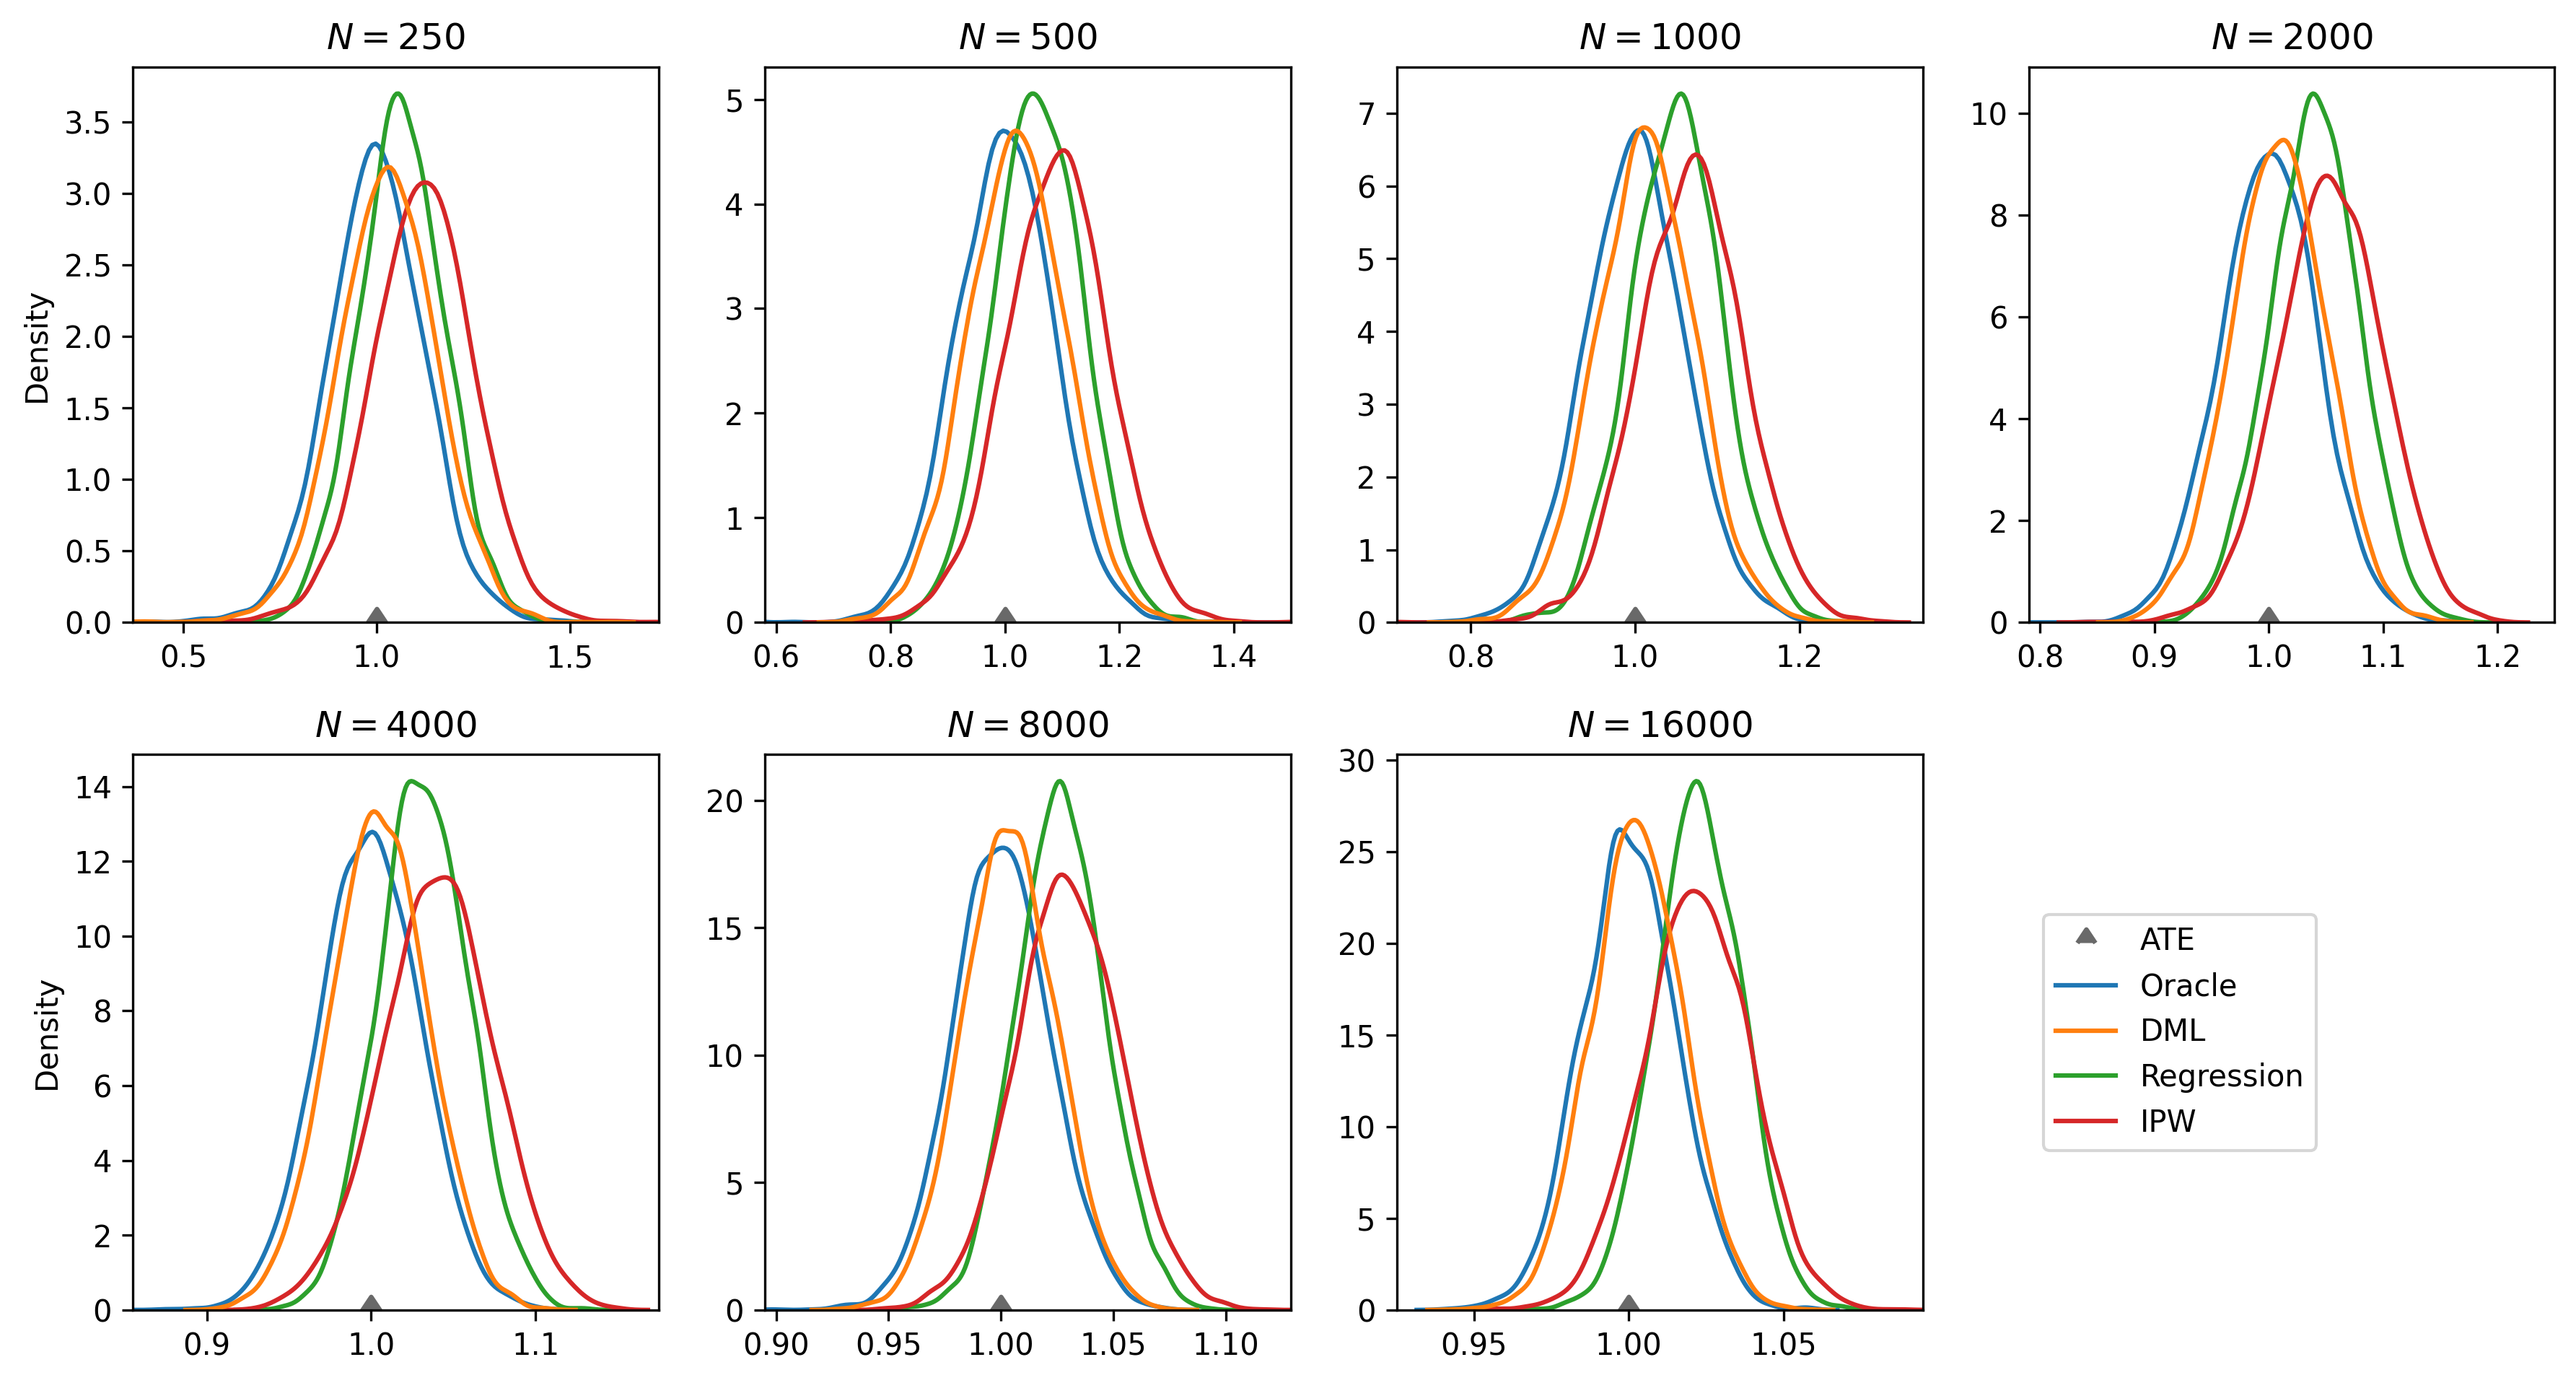 N = 250
3.5
3.0
2.5
2.0
1.5
1.0
0.5
0.0
Density
0.5 1.0 1.5
N = 500
5
4
3
2
1
0
0.6 0.8 1.0 1.2 1.4
N = 1000
7
6
5
4
3
2
1
0
0.8 1.0 1.2
N = 2000
10
8
6
4
2
0
0.8 0.9 1.0 1.1 1.2
N = 4000
14
12
10
8
6
4
2
0
Density
0.9 1.0 1.1
N = 8000
20
15
10
5
0
0.90 0.95 1.00 1.05 1.10
N = 16000
30
25
20
15
10
5
0
0.95 1.00 1.05
ATE
Oracle
DML
Regression
IPW